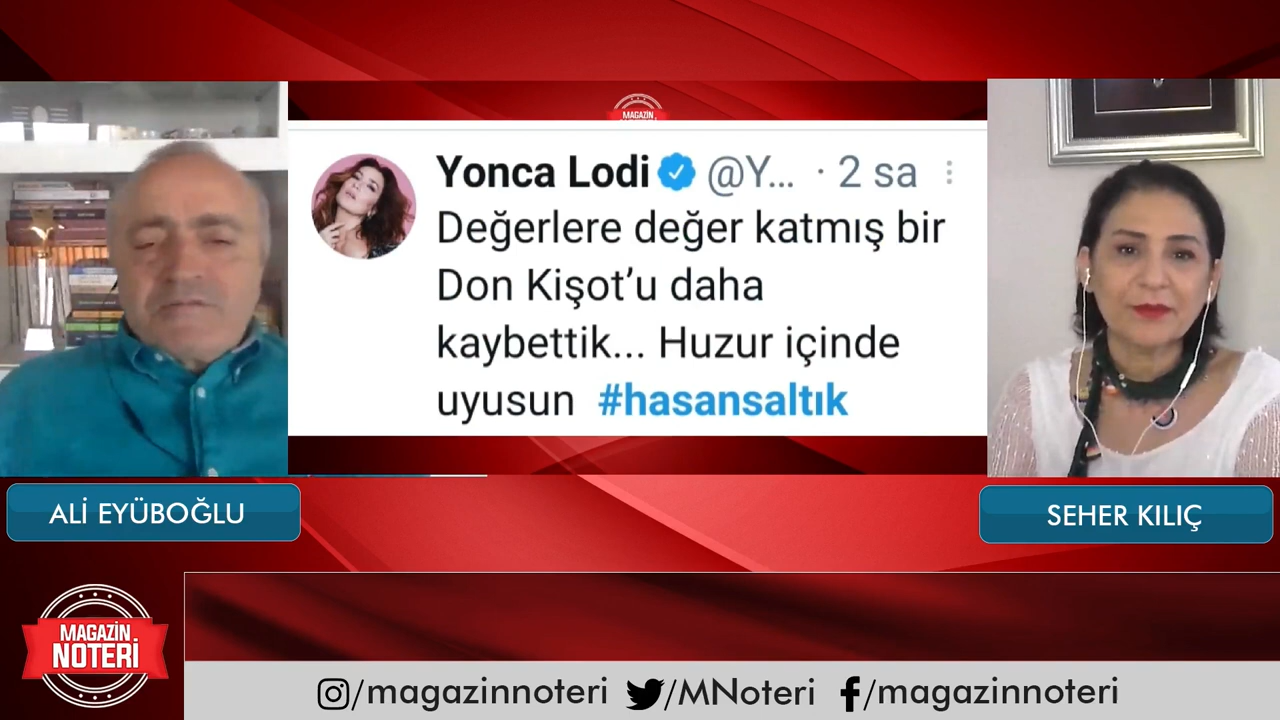 MAGAZİN
Yonca Lodi @Y... · 2 sa
Değerlere değer katmış bir
Don Kişot’u daha
kaybettik... Huzur içinde
uyusun #hasansaltık
ALİ EYÜBOĞLU
SEHER KILIÇ
MAGAZİN
NOTERİ
/magazinnoteri /MNoteri /magazinnoteri